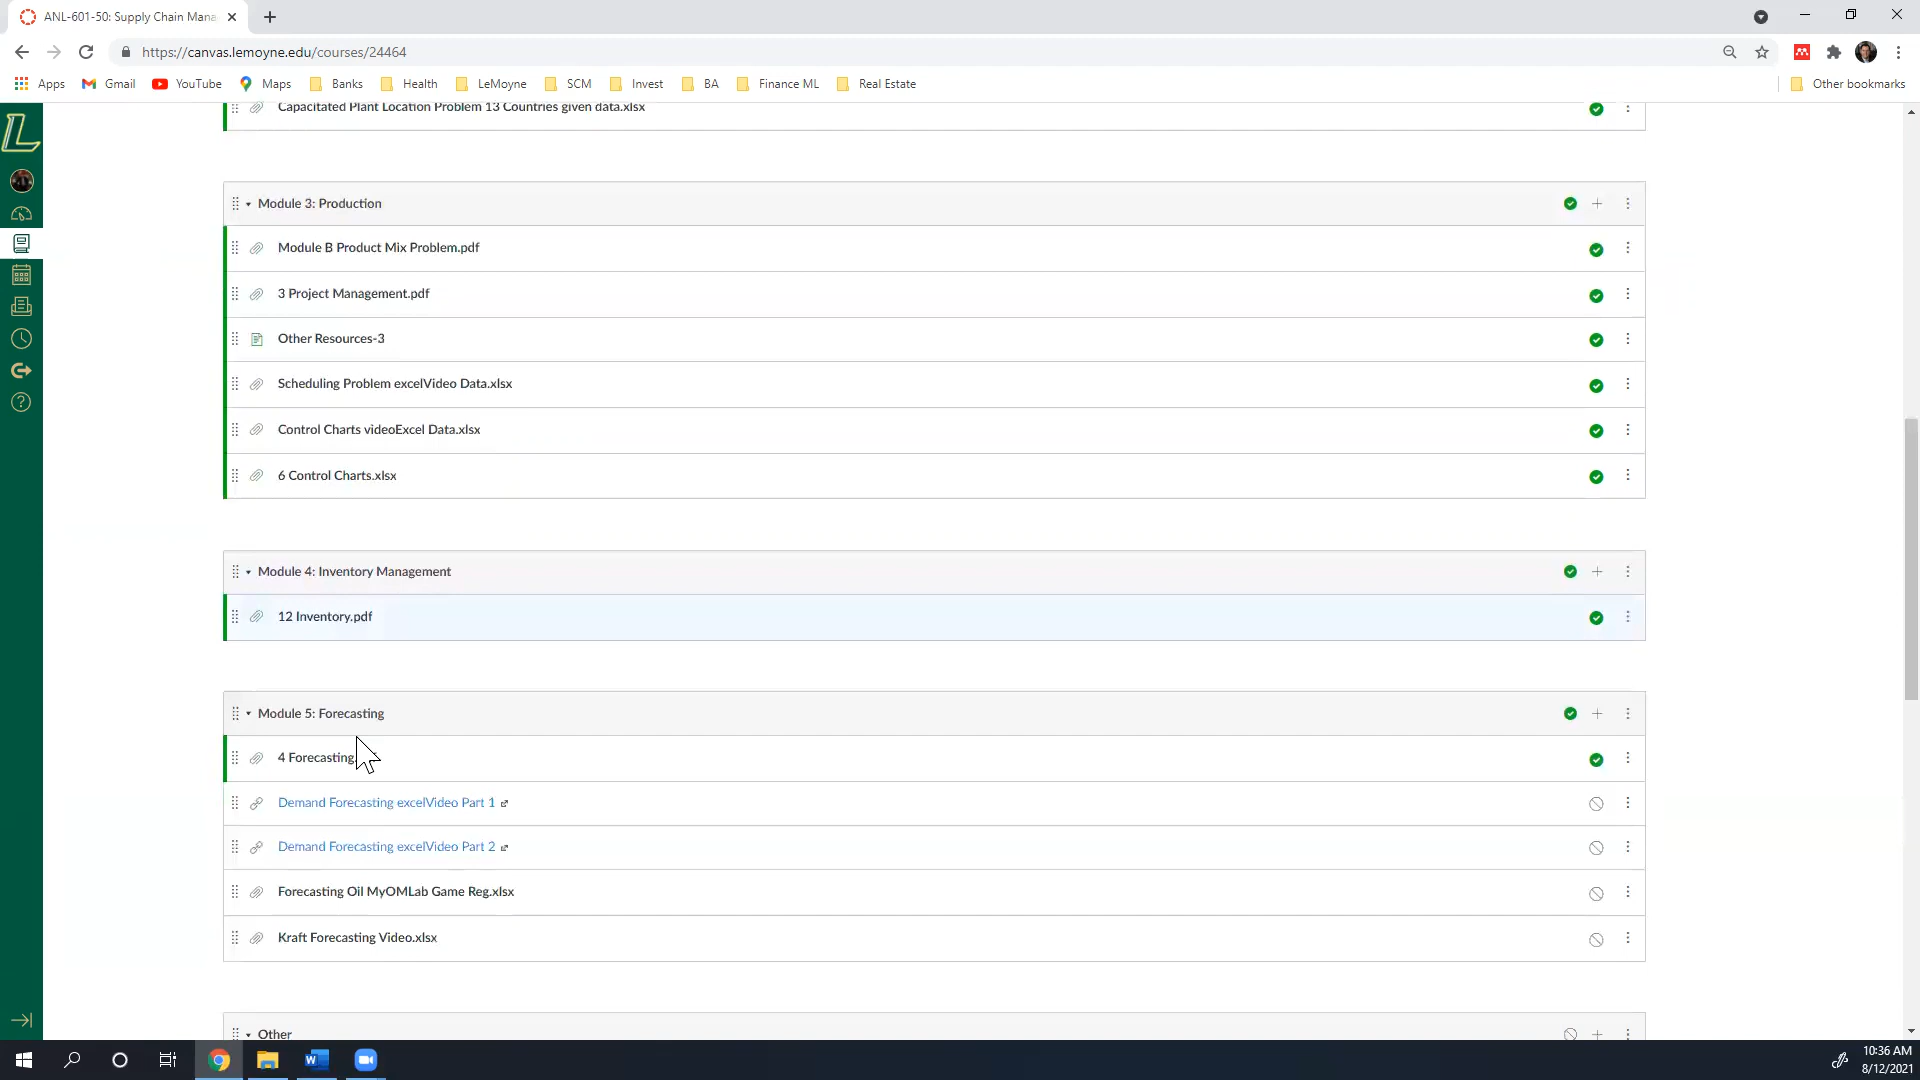 ANL-601-50: Supply Chain Mana
https://canvas.lemoyne.edu/courses/24464
Apps Gmail YouTube Maps Banks Health LeMoyne SCM Invest BA Finance ML Real Estate Other bookmarks
L
Capacitated Plant Location Problem 13 Countries given data.xlsx
Module 3: Production
Module B Product Mix Problem.pdf
3 Project Management.pdf
Other Resources-3
Scheduling Problem excelVideo Data.xlsx
Control Charts videoExcel Data.xlsx
6 Control Charts.xlsx
Module 4: Inventory Management
12 Inventory.pdf
Module 5: Forecasting
4 Forecasting
Demand Forecasting excelVideo Part 1
Demand Forecasting excelVideo Part 2
Forecasting Oil MyOMLab Game Reg.xlsx
Kraft Forecasting Video.xlsx
Other
10:36 AM
8/12/2021